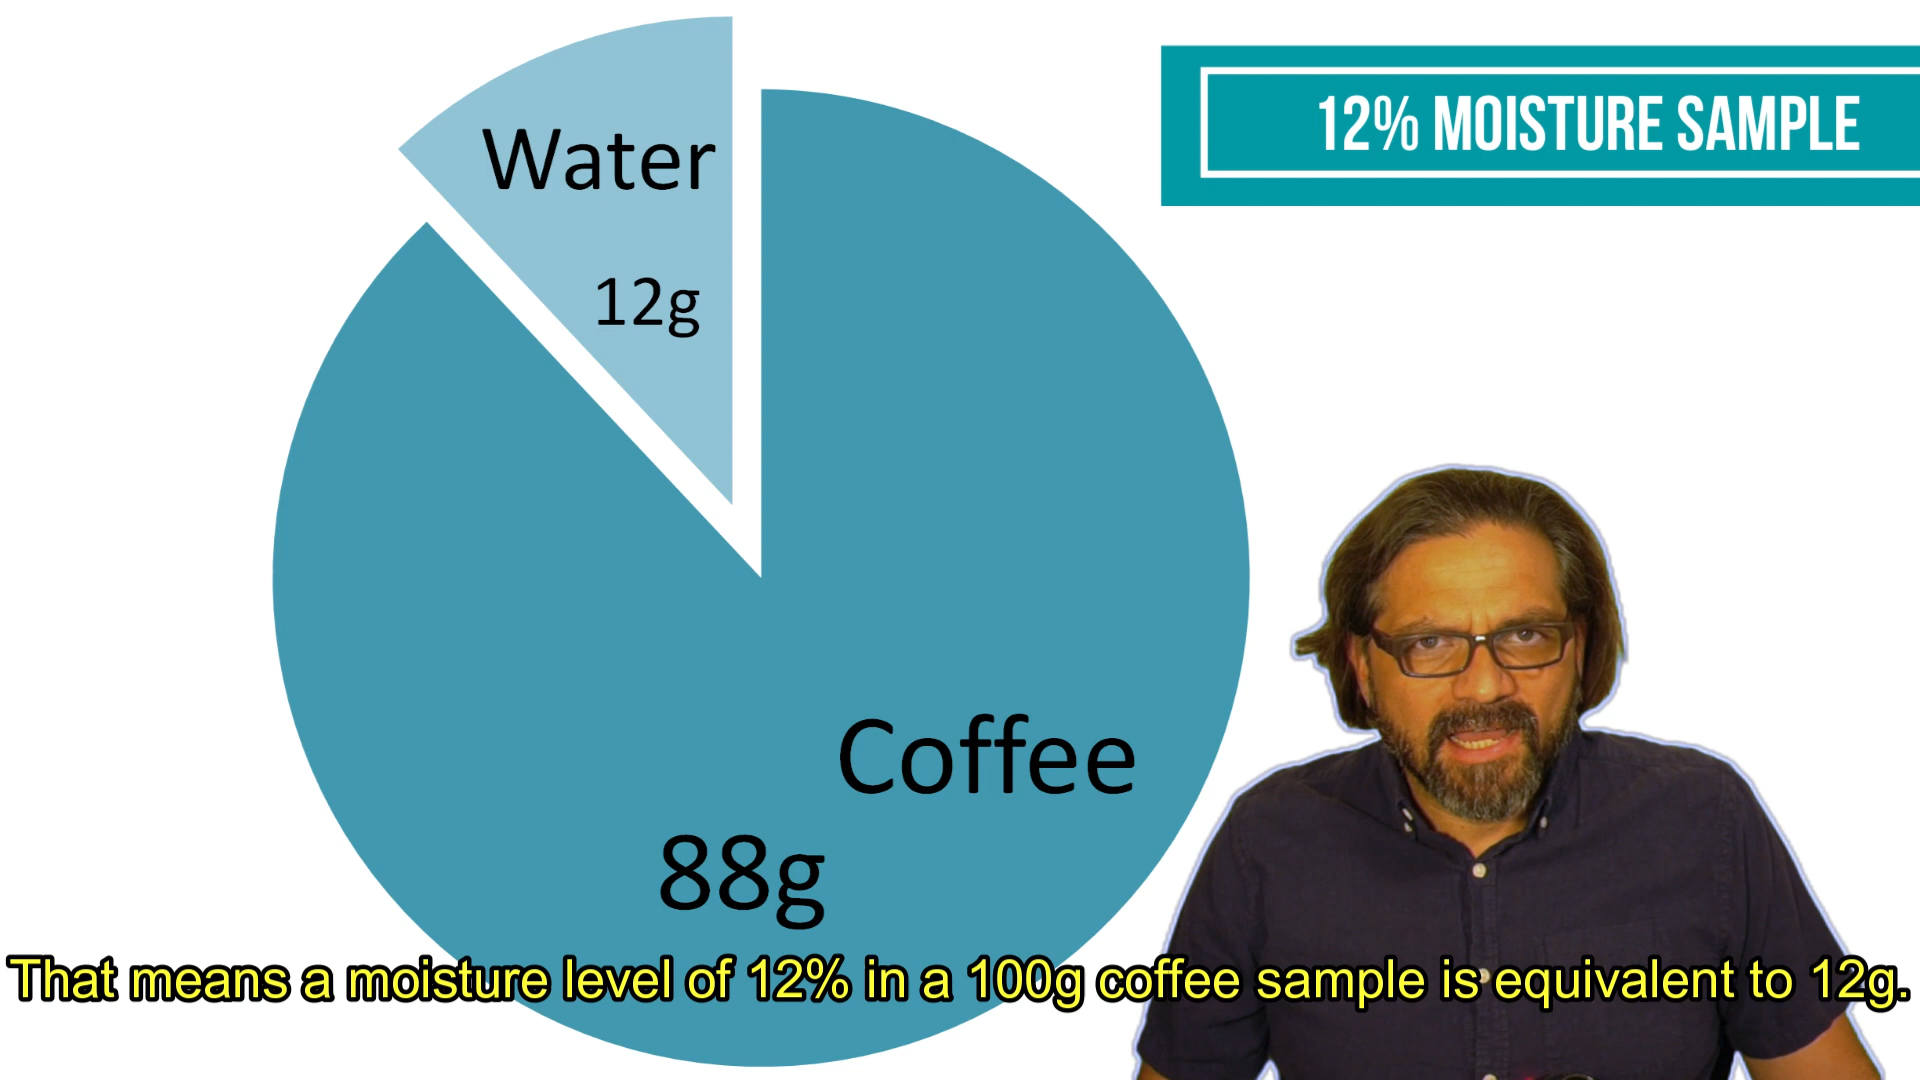 12% MOISTURE SAMPLE
Water
12g
Coffee
88g
That means a moisture level of 12% in a 100g coffee sample is equivalent to 12g.